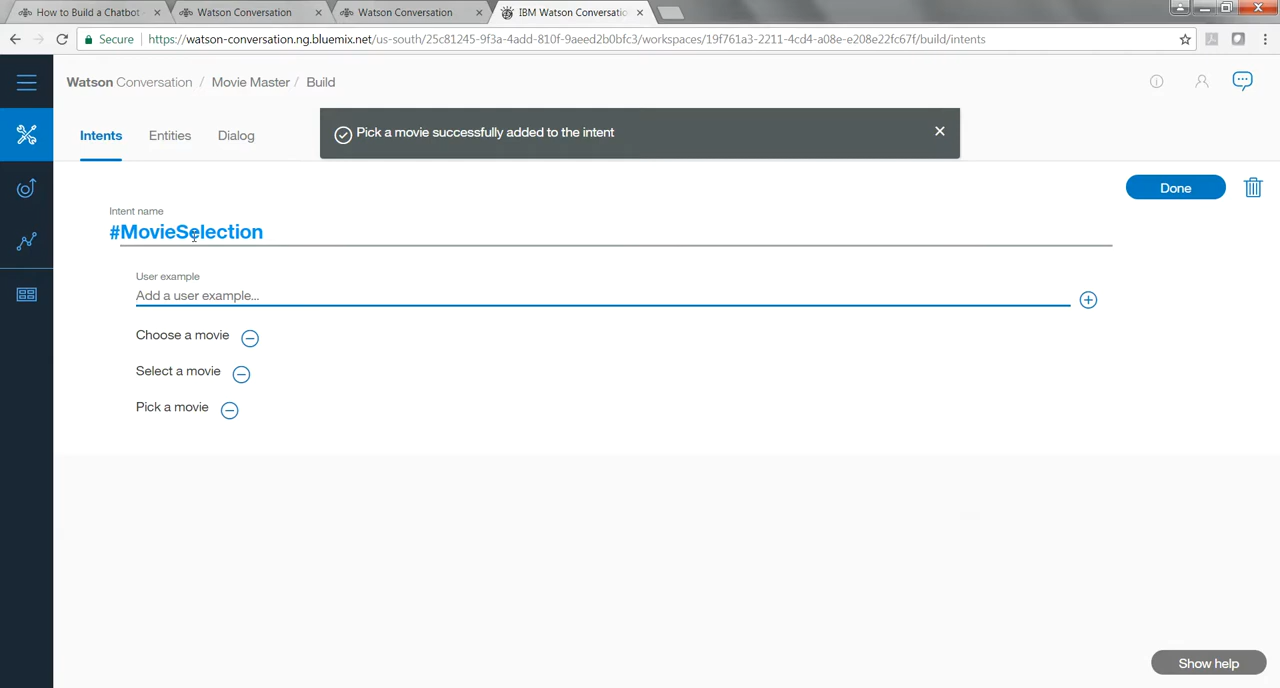 How to Build a Chatbot
Watson Conversation
Watson Conversation
IBM Watson Conversatio
Secure
https://watson-conversation.ng.bluemix.net/us-south/25c81245-9f3a-4add-810f-9aeed2b0bfc3/workspaces/19f761a3-2211-4cd4-a08e-e208e22fc67f/build/intents
Watson Conversation / Movie Master / Build
Intents
Entities
Dialog
Pick a movie successfully added to the intent
Done
Intent name
#MovieSelection
User example
Add a user example...
Choose a movie
Select a movie
Pick a movie
Show help